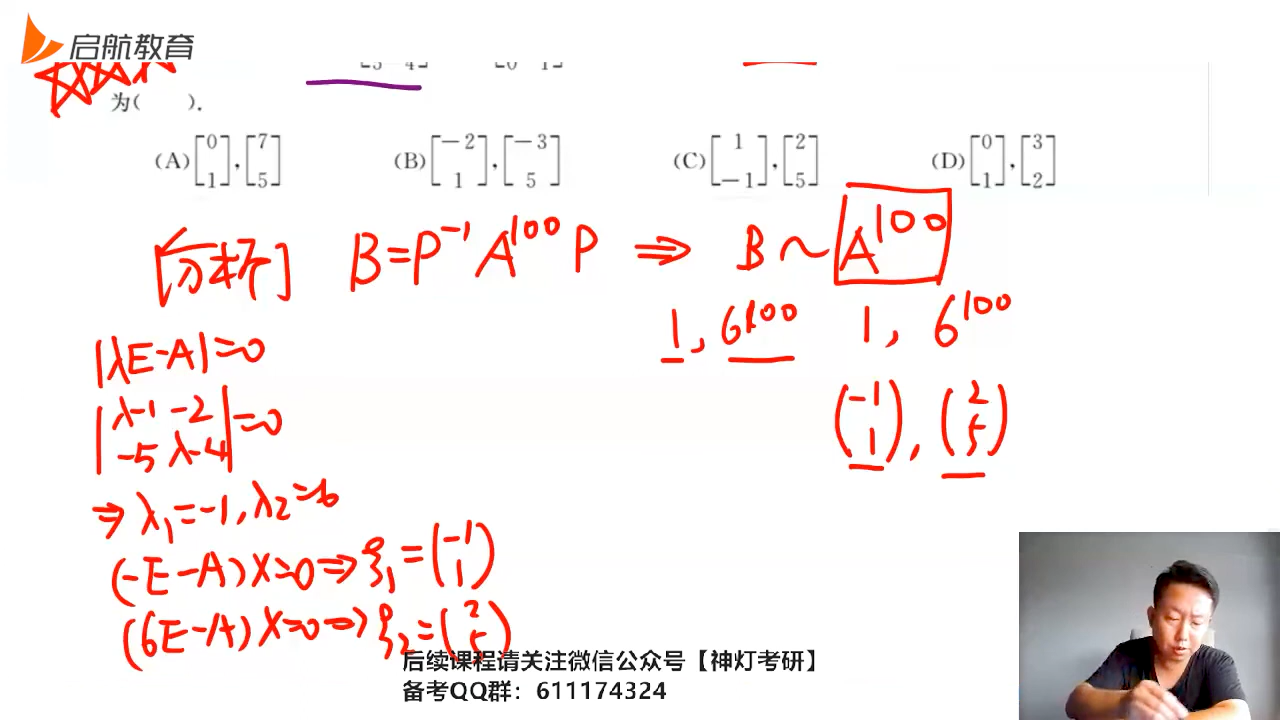 启航教育
为(    ).
(A)[0 1],[7 5] (B)[-2 1],[-3 5] (C)[1 -1],[2 5] (D)[0 1],[3 2]
[分析] B=P⁻¹A¹⁰⁰P ⇒ B~A¹⁰⁰
1, 6¹⁰⁰ 1, 6¹⁰⁰
|λE-A|=0
(-1 1), (2 5)
|λ-1 -2
-5 λ-4|=0
⇒ λ₁=-1, λ₂=6
(-E-A)X=0⇒ξ₁=(-1 1)
(6E-A)X=0⇒ξ₂=(2 5)
后续课程请关注微信公众号【神灯考研】
备考QQ群：611174324